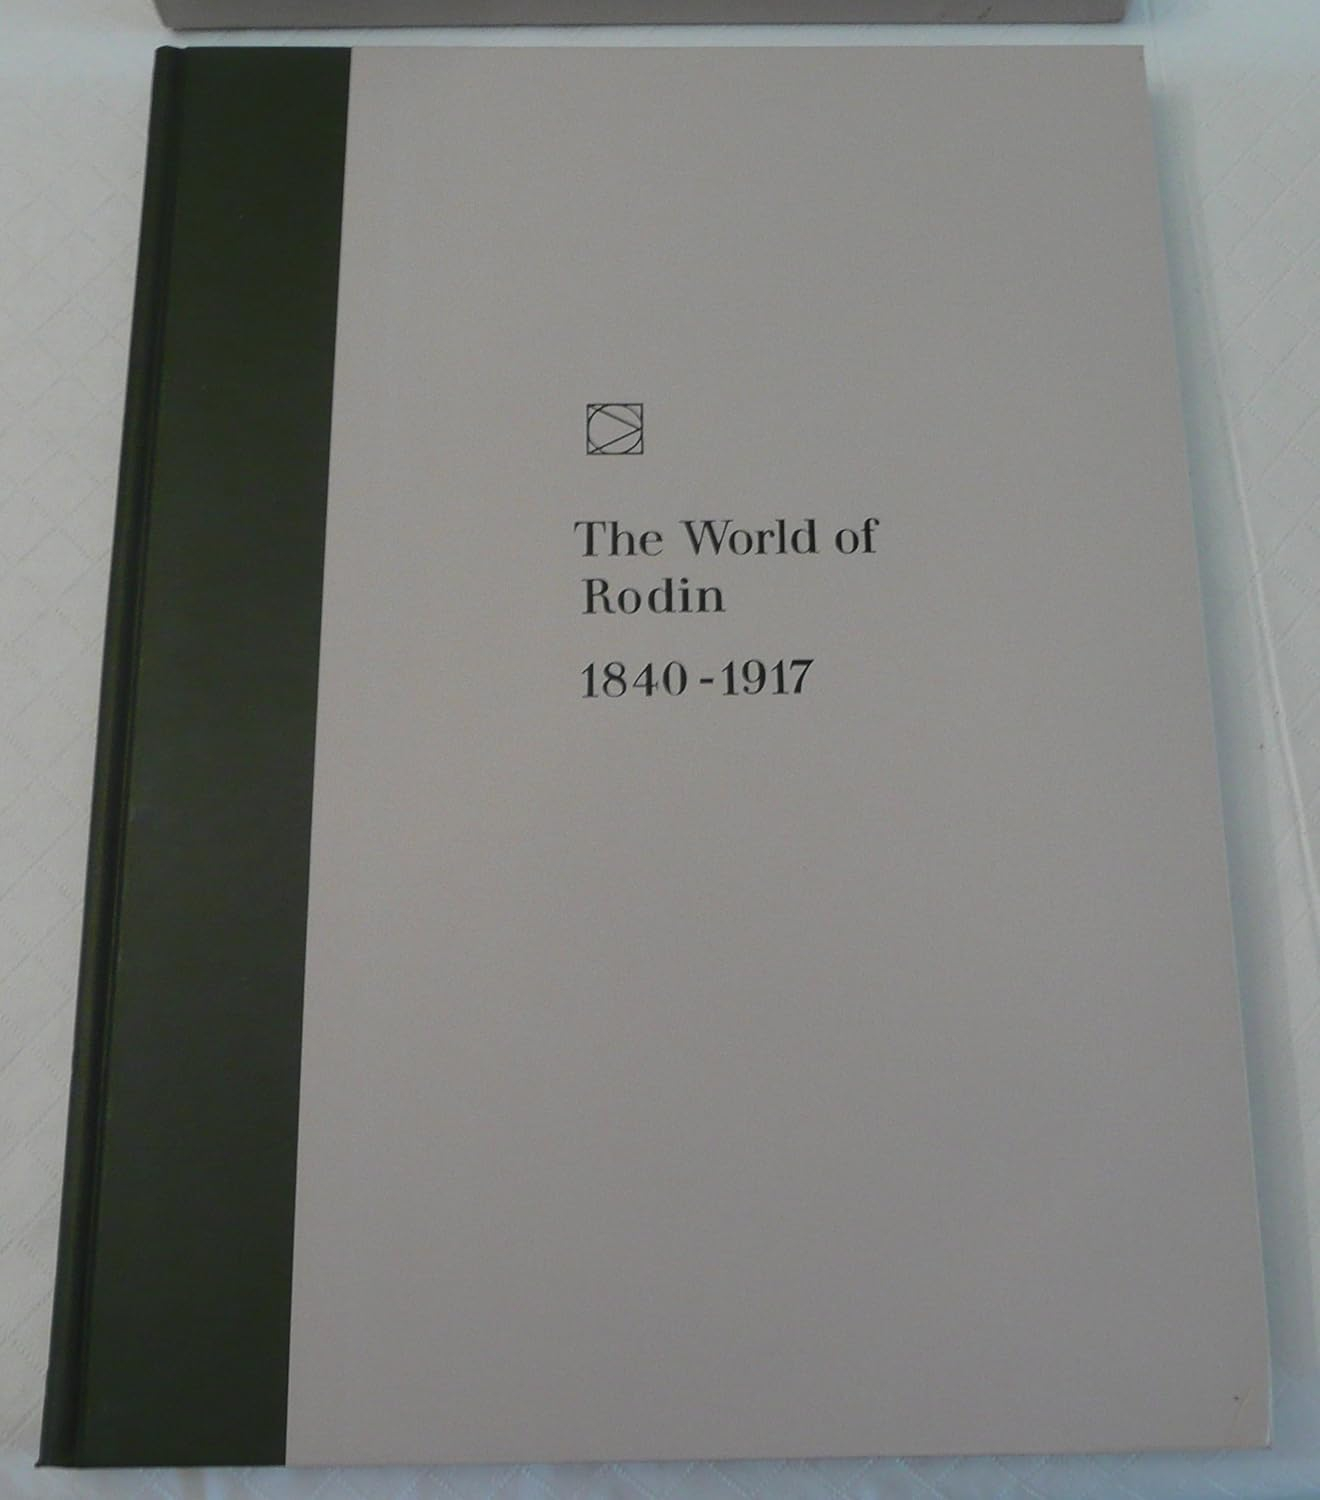 The World of
Rodin
1840-1917